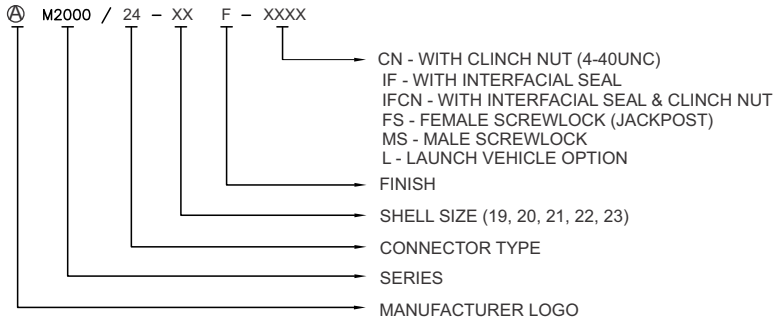 Ⓐ M2000 / 24 - XX F - XXXX
CN - WITH CLINCH NUT (4-40UNC)
IF - WITH INTERFACIAL SEAL
IFCN - WITH INTERFACIAL SEAL & CLINCH NUT
FS - FEMALE SCREWLOCK (JACKPOST)
MS - MALE SCREWLOCK
L - LAUNCH VEHICLE OPTION
FINISH
SHELL SIZE (19, 20, 21, 22, 23)
CONNECTOR TYPE
SERIES
MANUFACTURER LOGO